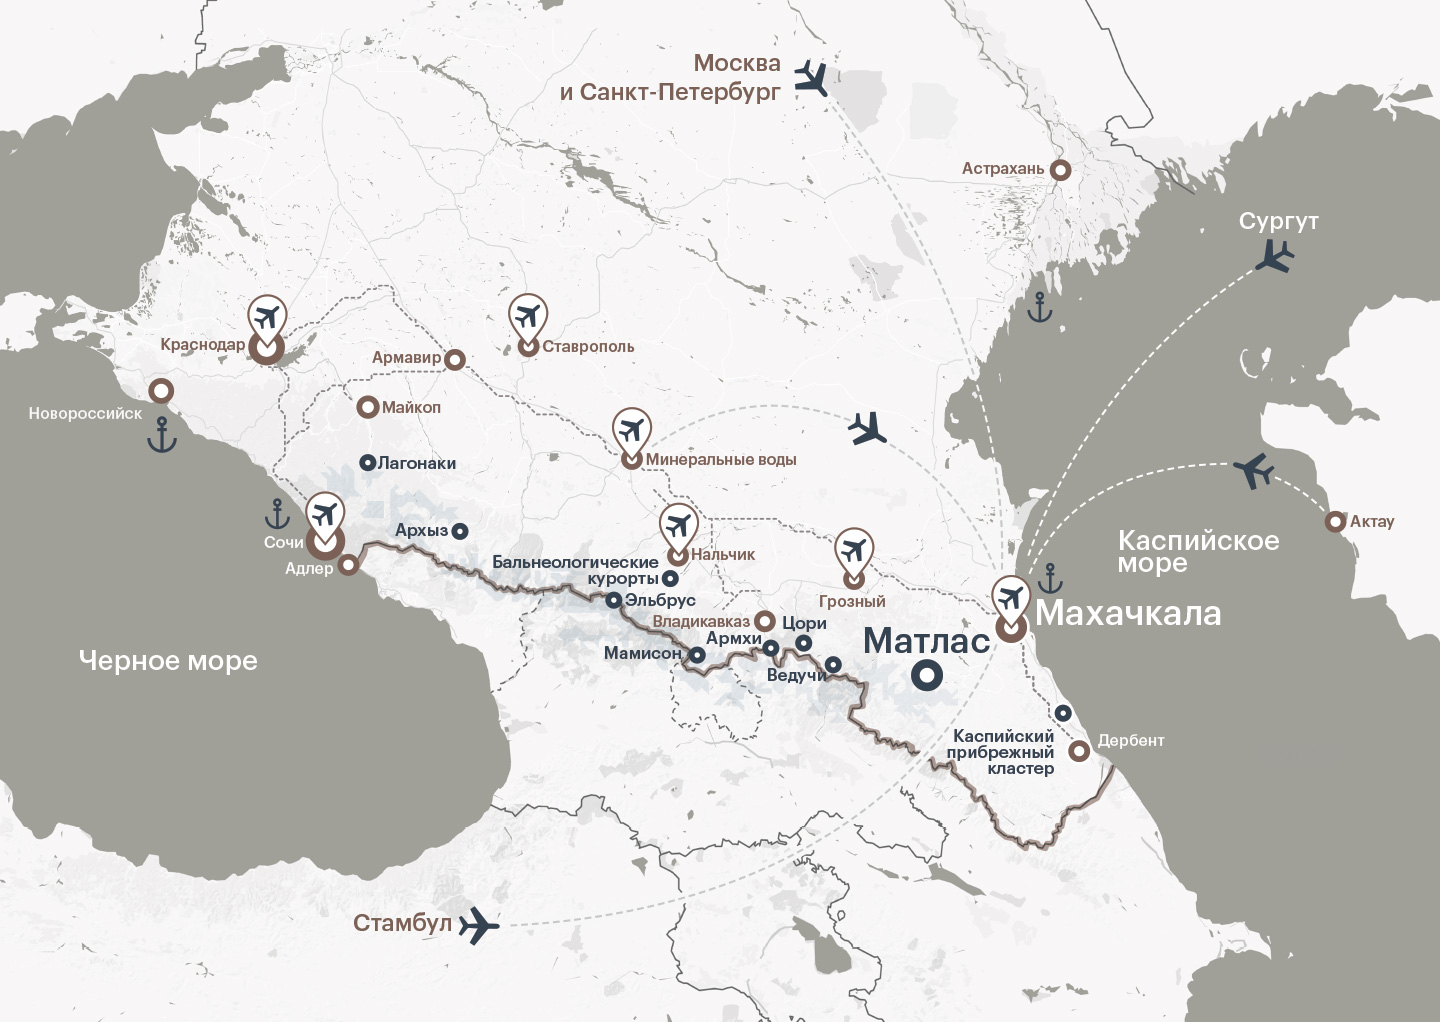 Москва
и Санкт-Петербург
Астрахань
Сургут
Краснодар
Ставрополь
Армавир
Новороссийск
Майкоп
Лагонаки
Минеральные воды
Сочи
Архыз
Адлер
Бальнеологические
курорты
Нальчик
Эльбрус
Грозный
Каспийское
море
Актау
Махачкала
Владикавказ
Цори
Армхи
Матлас
Мамисон
Ведучи
Черное море
Каспийский
прибрежный
кластер
Дербент
Стамбул